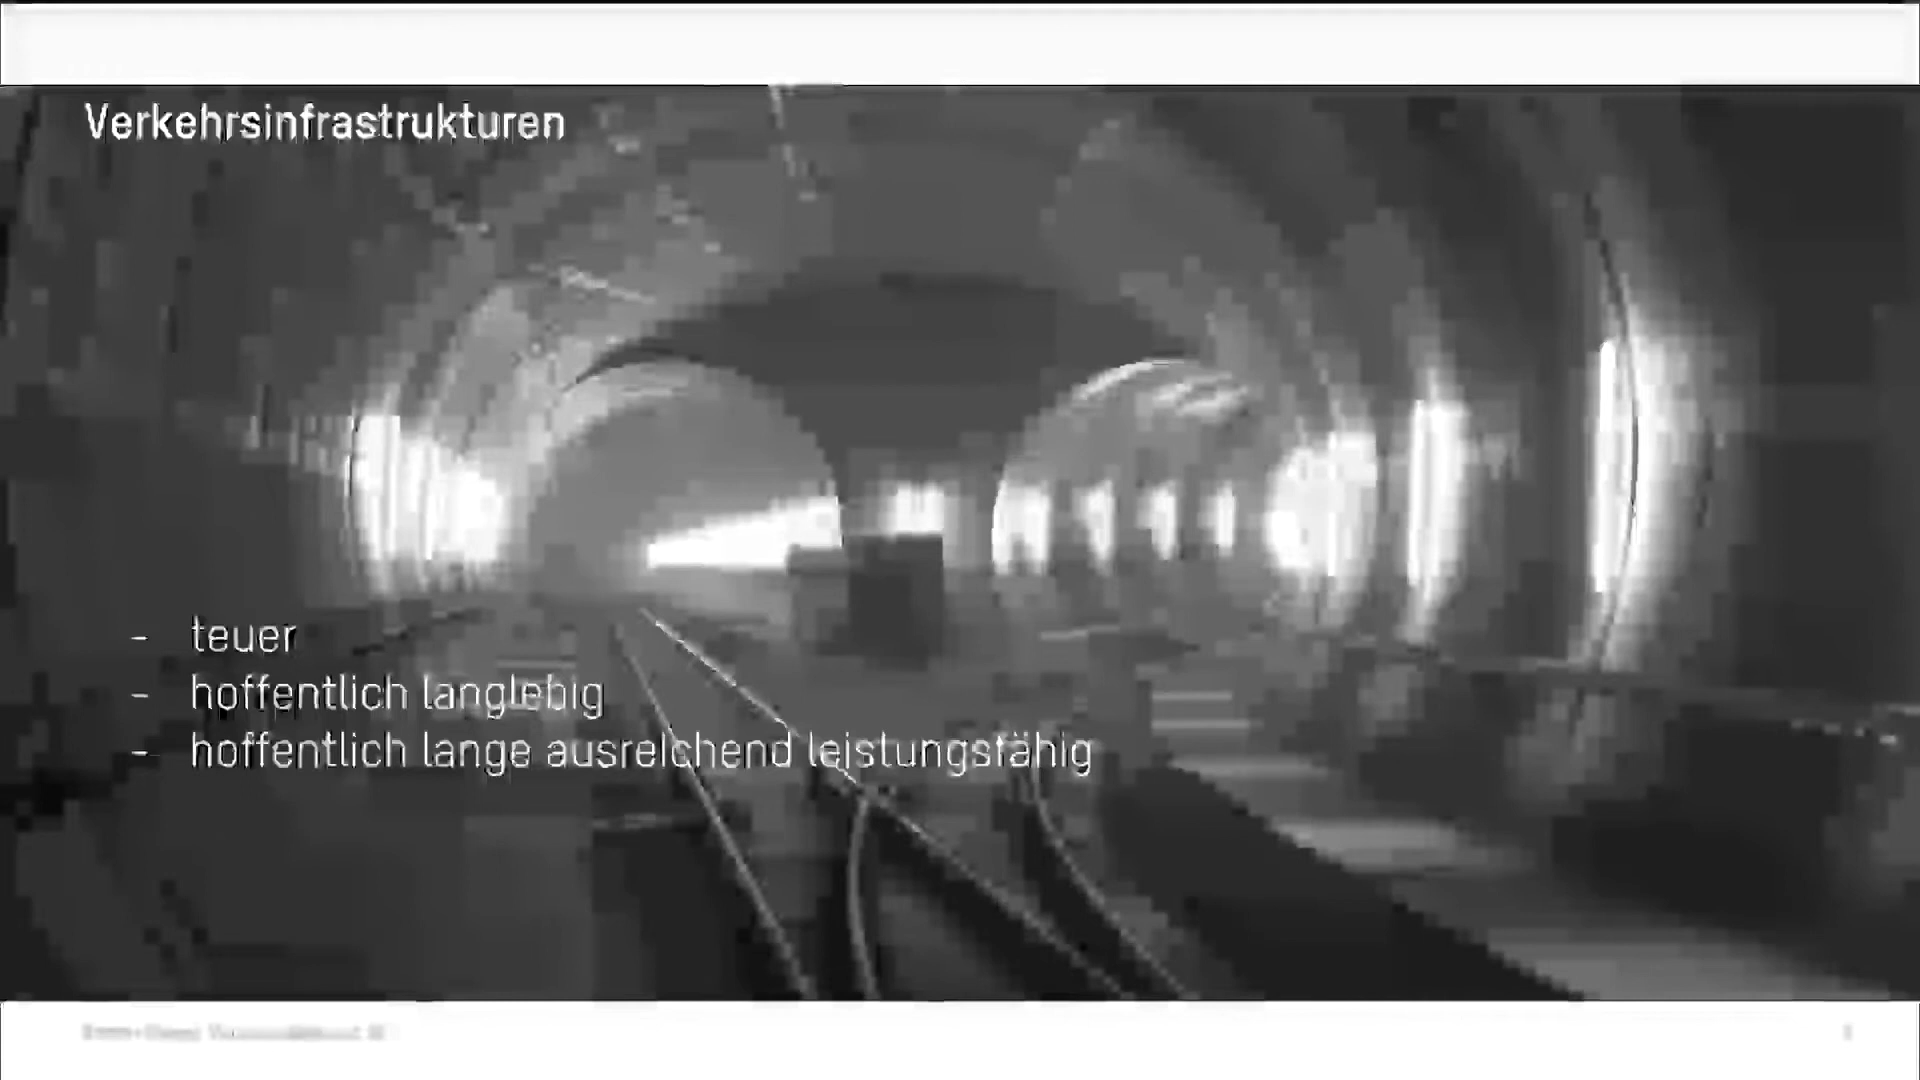 Verkehrsinfrastrukturen
- teuer
- hoffentlich langlebig
- hoffentlich lange ausreichend leistungsfähig